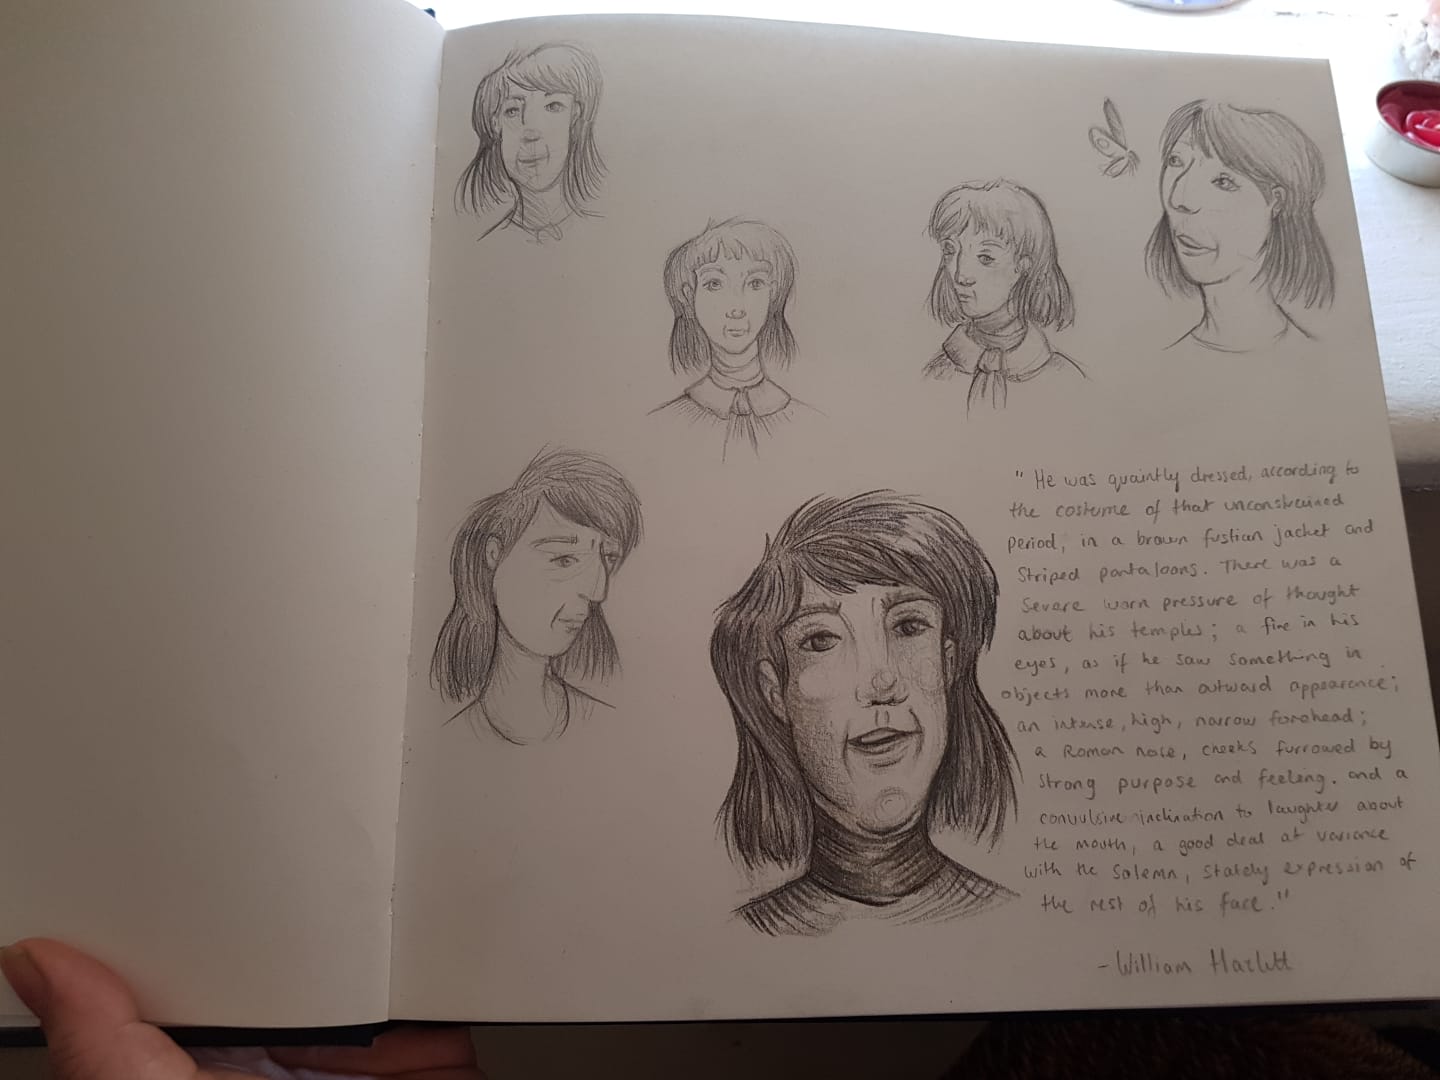 " He was quaintly dressed, according to
the costume of that unconstrained
period, in a brown fustian jacket and
striped pantaloons. There was a
severe worn pressure of thought
about his temples; a fire in his
eyes, as if he saw something in
objects more than outward appearance;
an intense, high, narrow forehead;
a Roman nose, cheeks furrowed by
strong purpose and feeling. and a
convulsive inclination to laughter about
the mouth, a good deal at variance
with the solemn, stately expression of
the rest of his face."
- William Hazlitt